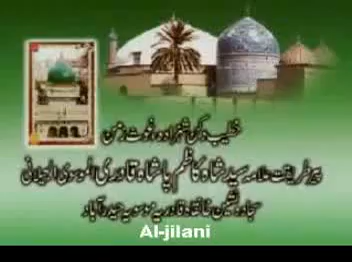 خطیب دکن شہزادہ غوث زمن
پیر طریقت علامہ سید شاہ کاظم پاشاہ قادری الموسوی الجیلانی
سجادہ نشین خانقاہ قادریہ موسویہ حیدرآباد
Al-jilani